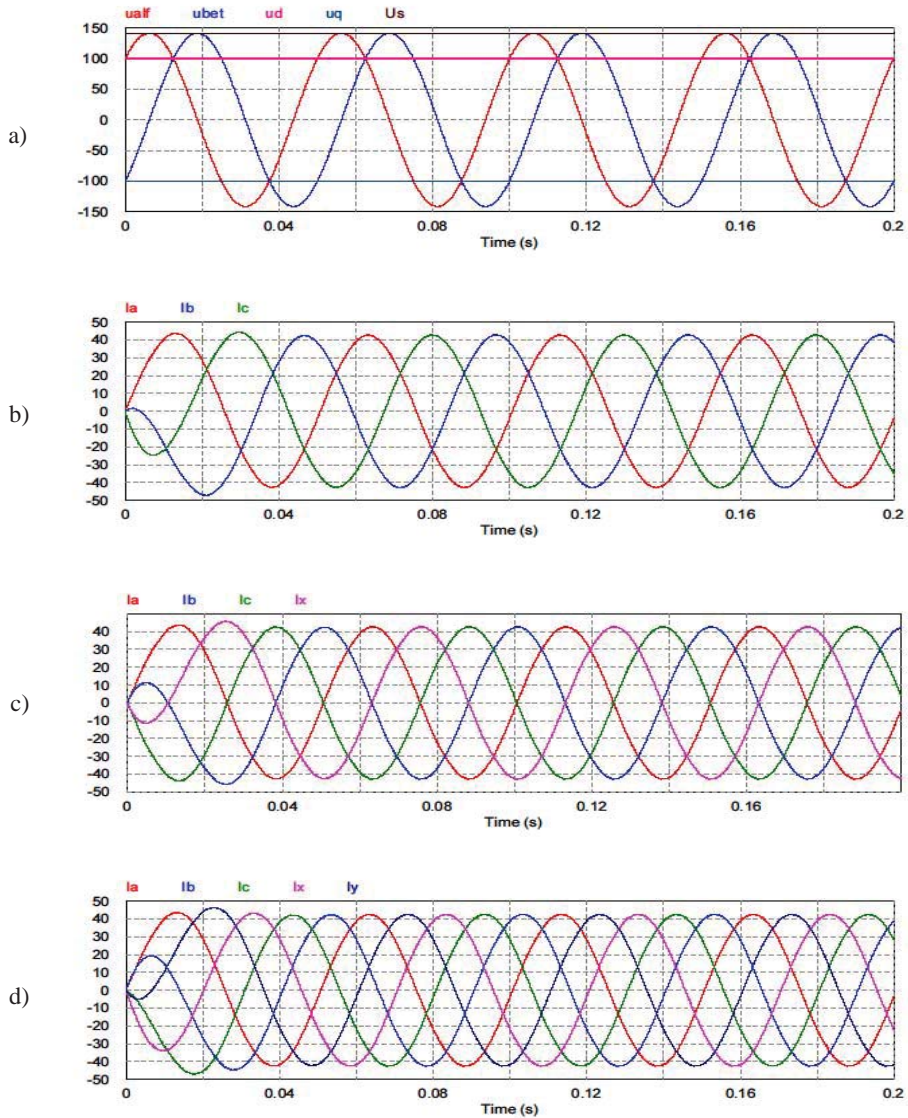 ualf ubet ud uq Us
150
100
50
0
-50
-100
-150
a)
0 0.04 0.08 0.12 0.16 0.2
Time (s)
Ia Ib Ic
50
40
30
20
10
0
-10
-20
-30
-40
-50
b)
0 0.04 0.08 0.12 0.16 0.2
Time (s)
Ia Ib Ic Ix
40
30
20
10
0
-10
-20
-30
-40
-50
c)
0 0.04 0.08 0.12 0.16
Time (s)
Ia Ib Ic Ix Iy
50
40
30
20
10
0
-10
-20
-30
-40
-50
d)
0 0.04 0.08 0.12 0.16 0.2
Time (s)